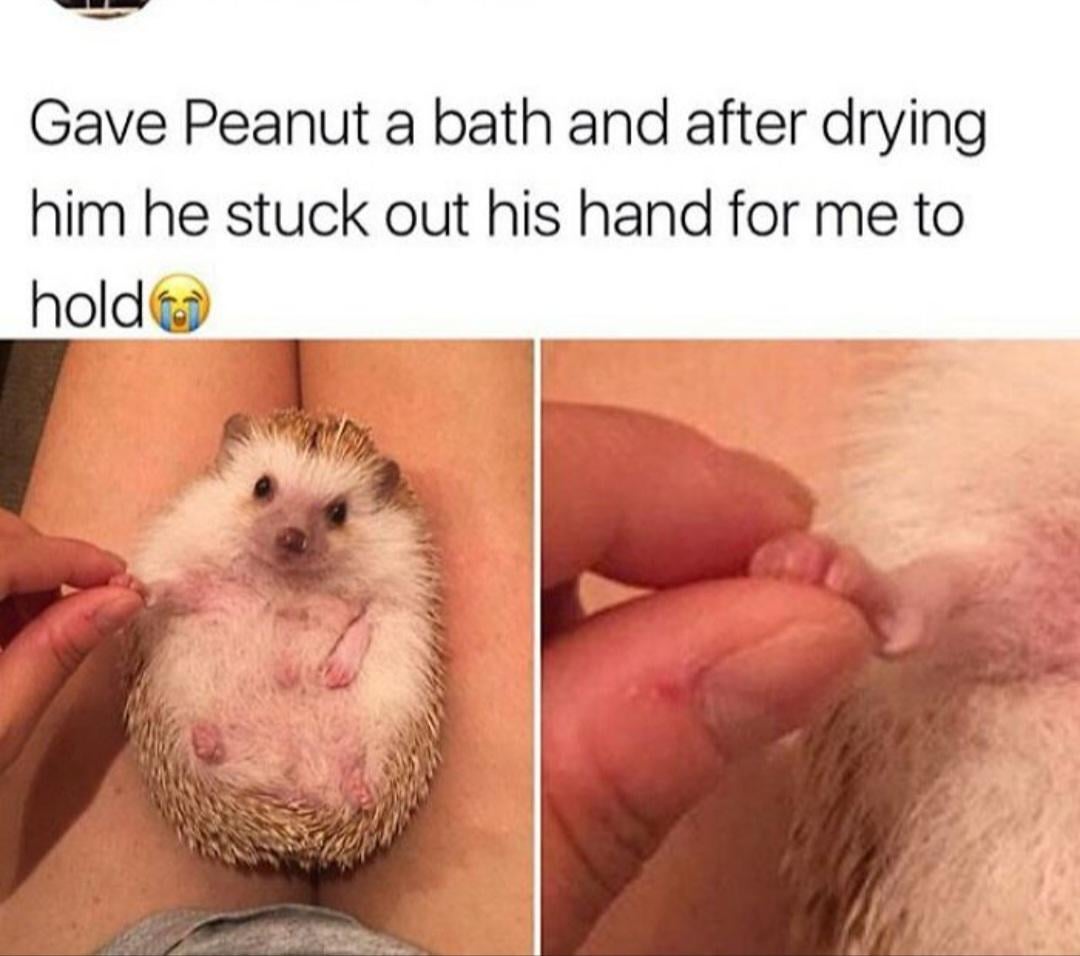 Gave Peanut a bath and after drying
him he stuck out his hand for me to
hold😭